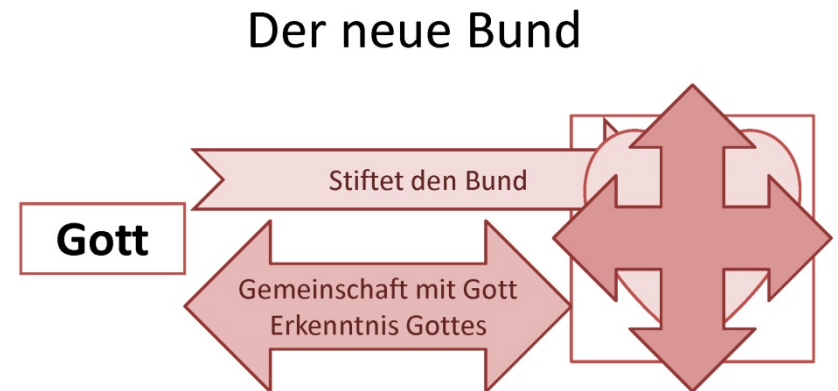 Der neue Bund
Stiftet den Bund
Gott
Gemeinschaft mit Gott
Erkenntnis Gottes